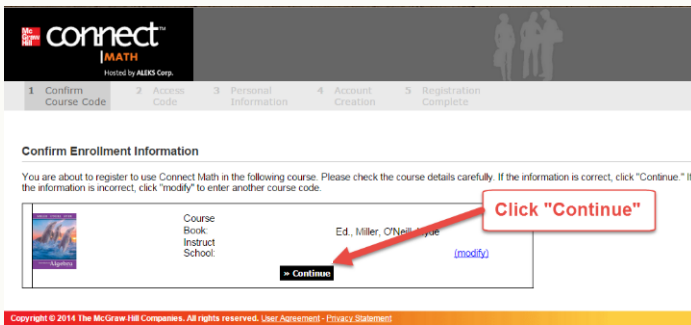 Mc
Graw
Hill
connect™
MATH
Hosted by ALEKS Corp.
1 Confirm Course Code
2 Access Code
3 Personal Information
4 Account Creation
5 Registration Complete
Confirm Enrollment Information
You are about to register to use Connect Math in the following course. Please check the course details carefully. If the information is correct, click "Continue." If
the information is incorrect, click "modify" to enter another course code.
Click "Continue"
Course
Book: Ed., Miller, O'Neill,
Instruct
School: (modify)
Algebra
» Continue
Copyright © 2014 The McGraw-Hill Companies. All rights reserved. User Agreement - Privacy Statement